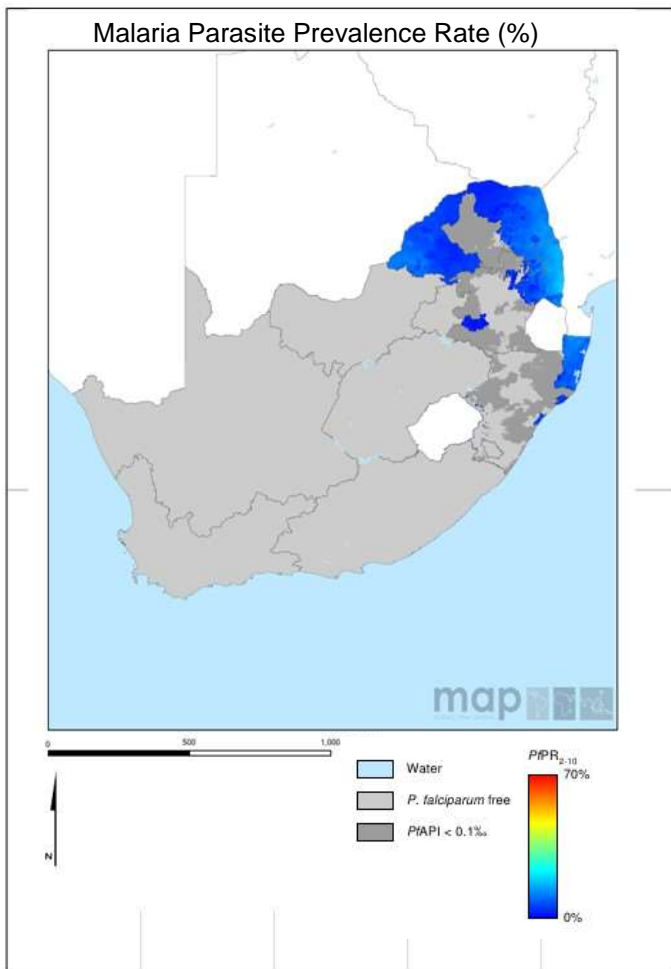 Malaria Parasite Prevalence Rate (%)
map
0 500 1,000
N
Water
P. falciparum free
PfAPI < 0.1‰
PfPR2-10
70%
0%